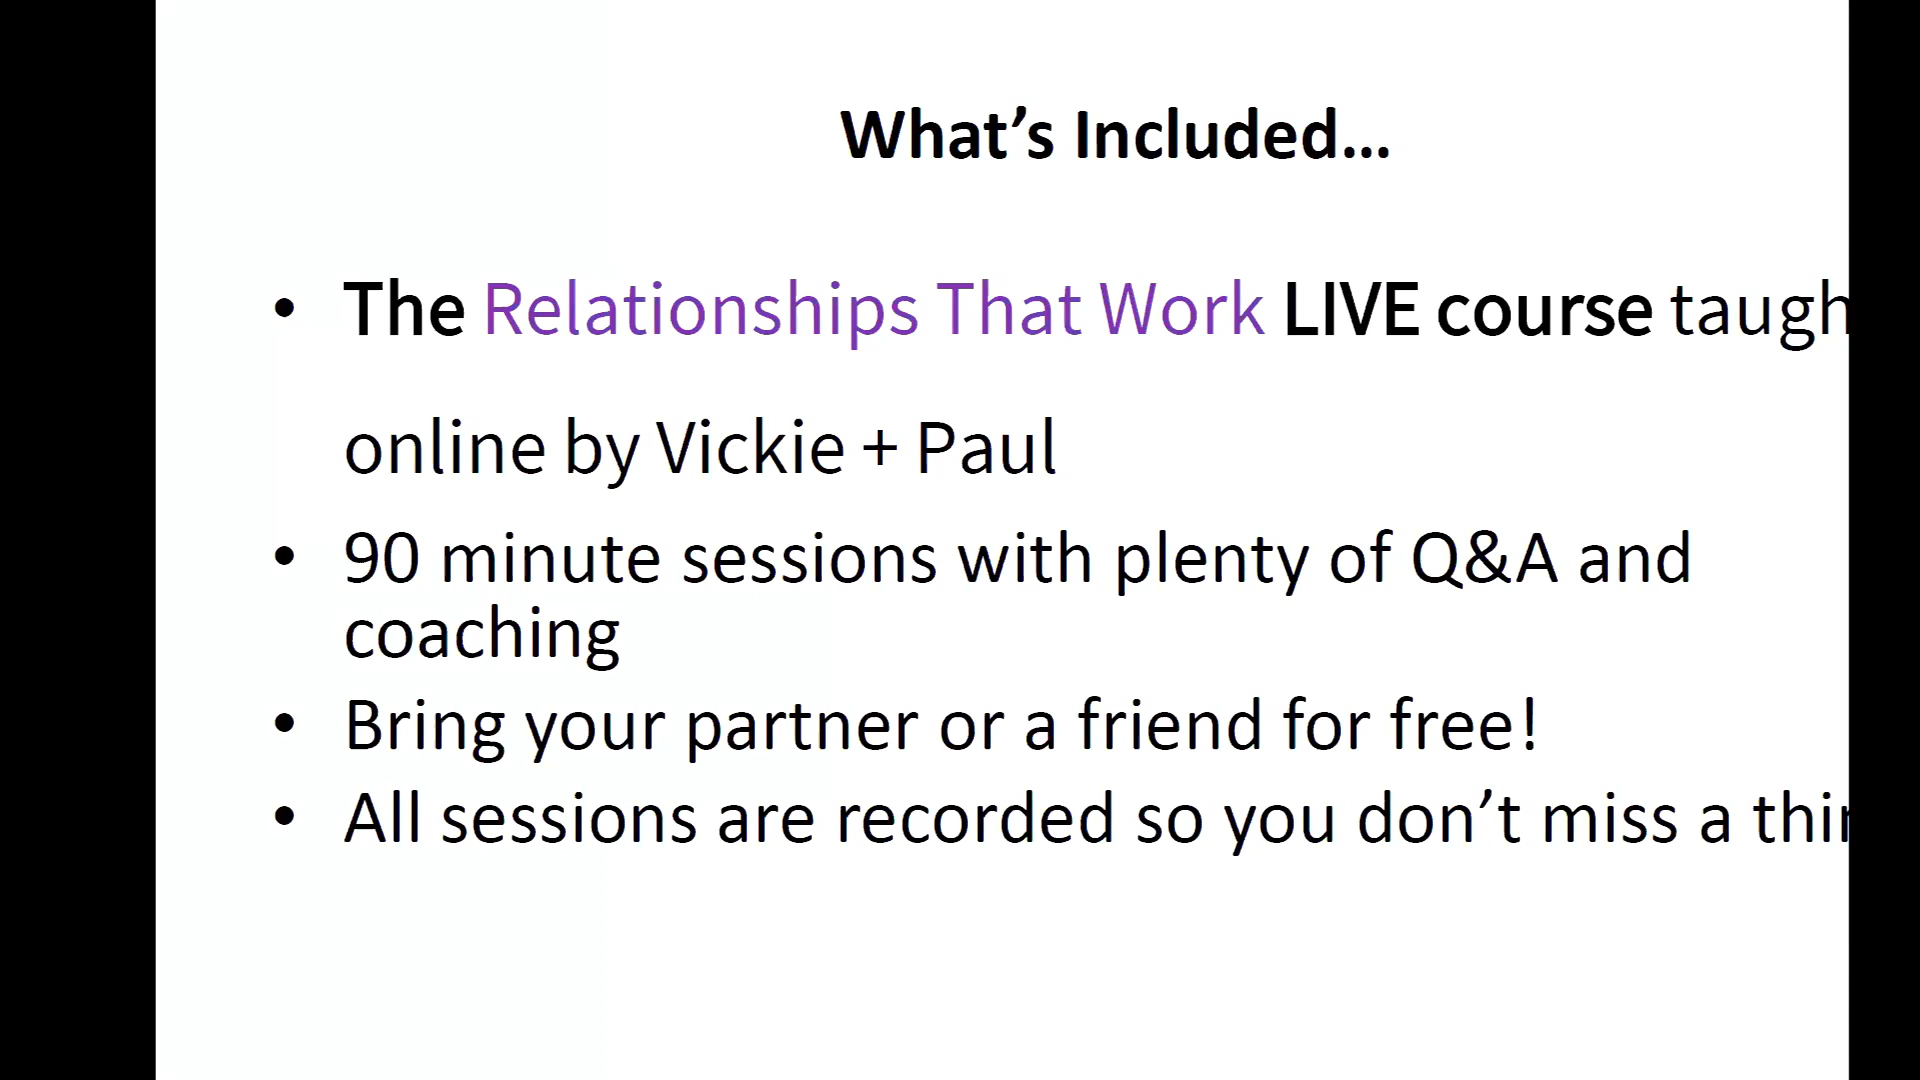 What’s Included...
• The Relationships That Work LIVE course taugh
online by Vickie + Paul
• 90 minute sessions with plenty of Q&A and
coaching
• Bring your partner or a friend for free!
• All sessions are recorded so you don’t miss a